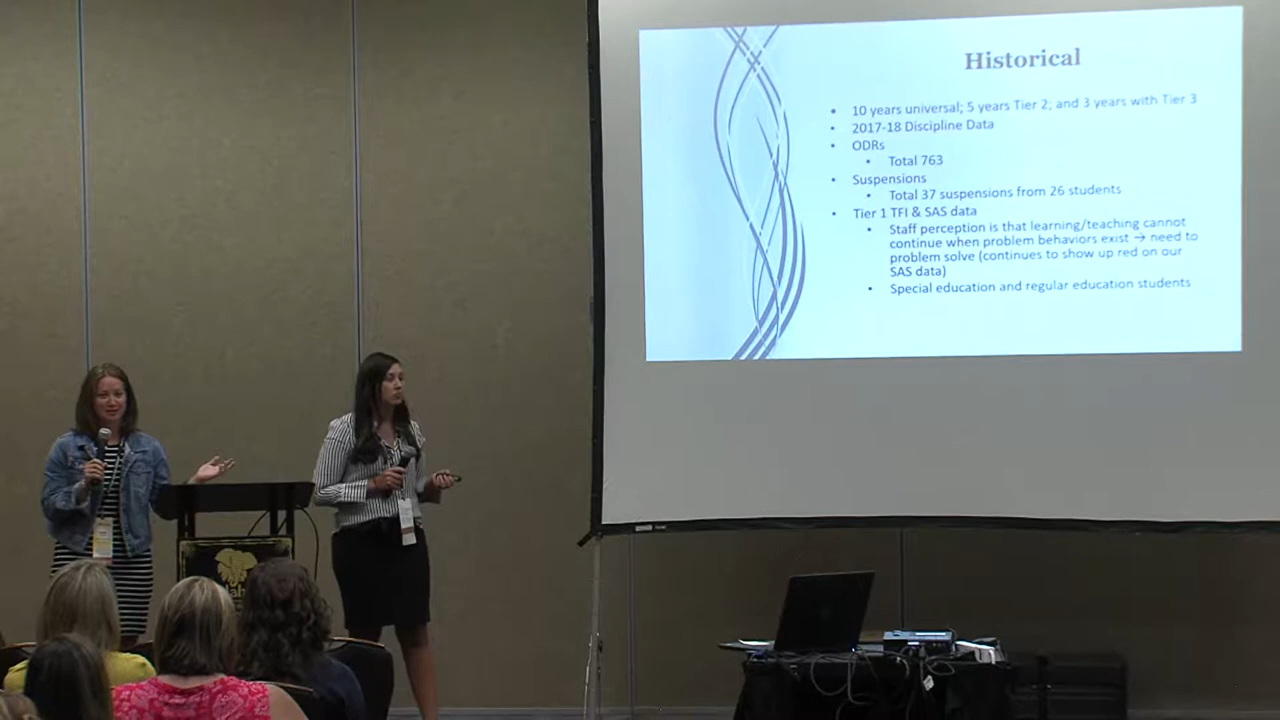 Historical
• 10 years universal; 5 years Tier 2; and 3 years with Tier 3
• 2017-18 Discipline Data
• ODRs
• Total 763
• Suspensions
• Total 37 suspensions from 26 students
• Tier 1 TFI & SAS data
• Staff perception is that learning/teaching cannot
continue when problem behaviors exist → need to
problem solve (continues to show up red on our
SAS data)
• Special education and regular education students